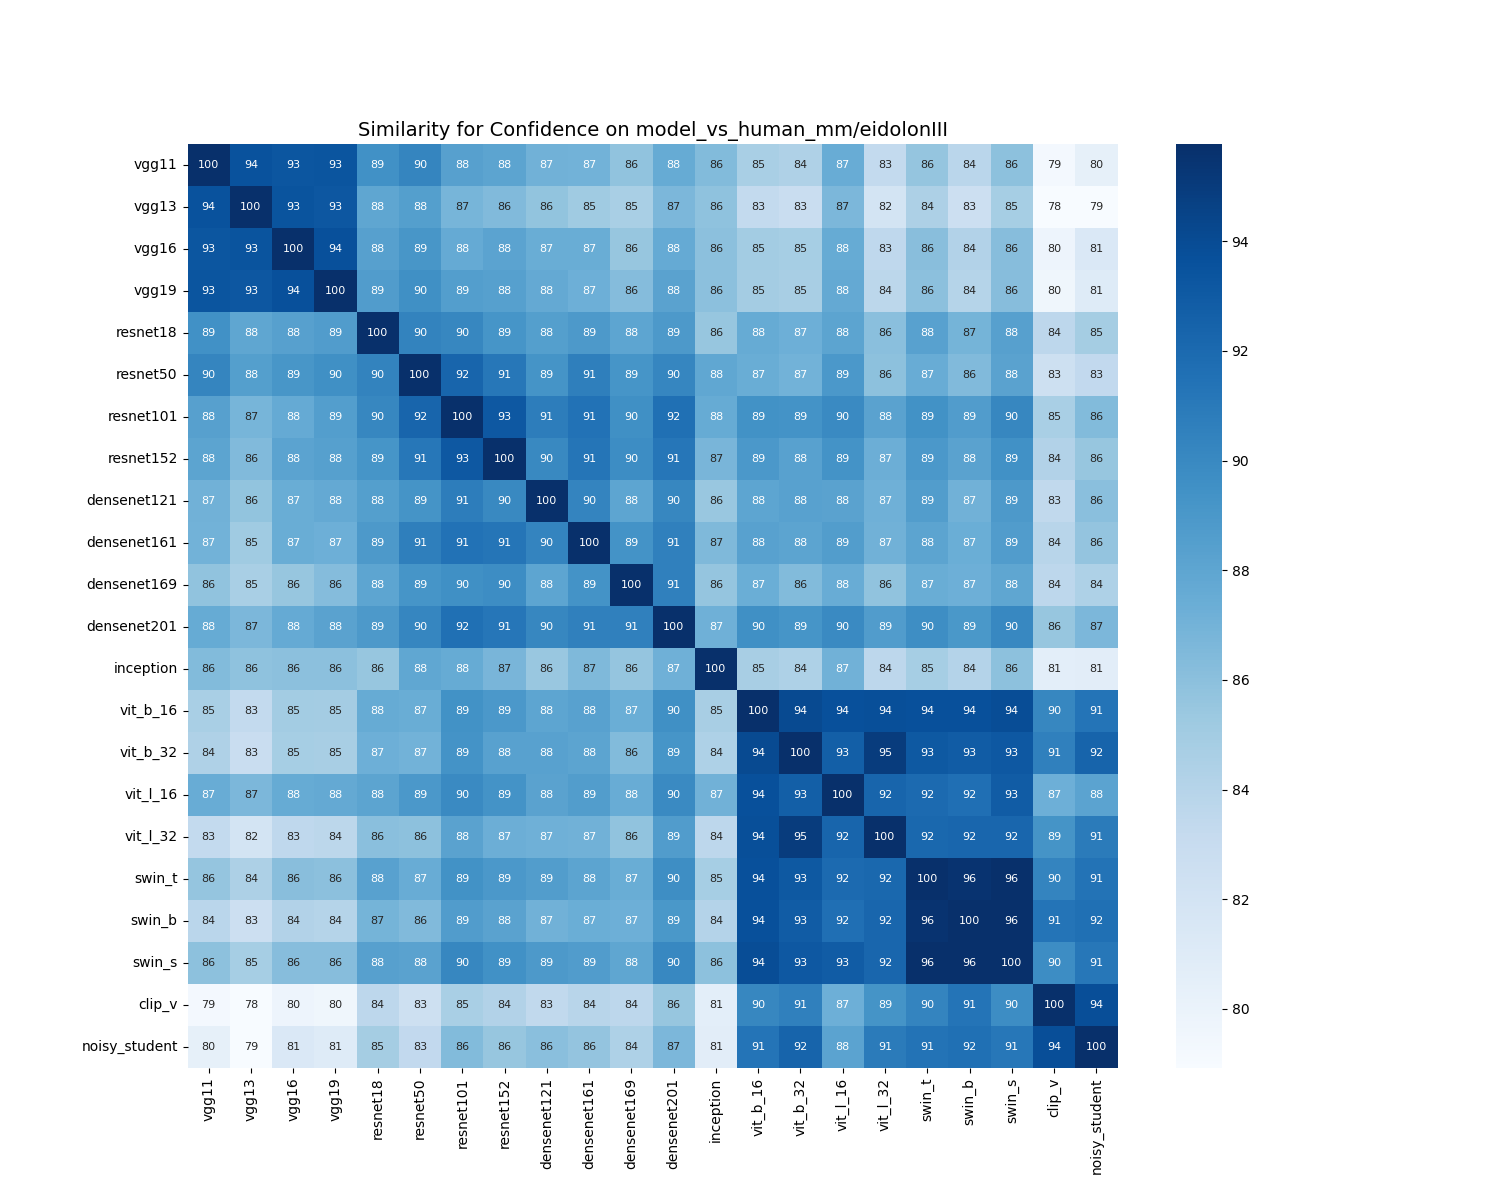 Similarity for Confidence on model_vs_human_mm/eidolonIII
vgg11 100 94 93 93 89 90 88 88 87 87 86 88 86 85 84 87 83 86 84 86 79 80
vgg13 94 100 93 93 88 88 87 86 86 85 85 87 86 83 83 87 82 84 83 85 78 79
vgg16 93 93 100 94 88 89 88 88 87 87 86 88 86 85 85 88 83 86 84 86 80 81
94
vgg19 93 93 94 100 89 90 89 88 88 87 86 88 86 85 85 88 84 86 84 86 80 81
resnet18 89 88 88 89 100 90 90 89 88 89 88 89 86 88 87 88 86 88 87 88 84 85
92
resnet50 90 88 89 90 90 100 92 91 89 91 89 90 88 87 87 89 86 87 86 88 83 83
resnet101 88 87 88 89 90 92 100 93 91 91 90 92 88 89 89 90 88 89 89 90 85 86
resnet152 88 86 88 88 89 91 93 100 90 91 90 91 87 89 88 89 87 89 88 89 84 86
90
densenet121 87 86 87 88 88 89 91 90 100 90 88 90 86 88 88 88 87 89 87 89 83 86
densenet161 87 85 87 87 89 91 91 91 90 100 89 91 87 88 88 89 87 88 87 89 84 86
88
densenet169 86 85 86 86 88 89 90 90 88 89 100 91 86 87 86 88 86 87 87 88 84 84
densenet201 88 87 88 88 89 90 92 91 90 91 91 100 87 90 89 90 89 90 89 90 86 87
inception 86 86 86 86 86 88 88 87 86 87 86 87 100 85 84 87 84 85 84 86 81 81
86
vit_b_16 85 83 85 85 88 87 89 89 88 88 87 90 85 100 94 94 94 94 94 94 90 91
vit_b_32 84 83 85 85 87 87 89 88 88 88 86 89 84 94 100 93 95 93 93 93 91 92
84
vit_l_16 87 87 88 88 88 89 90 89 88 89 88 90 87 94 93 100 92 92 92 93 87 88
vit_l_32 83 82 83 84 86 86 88 87 87 87 86 89 84 94 95 92 100 92 92 92 89 91
swin_t 86 84 86 86 88 87 89 89 89 88 87 90 85 94 93 92 92 100 96 96 90 91
82
swin_b 84 83 84 84 87 86 89 88 87 87 87 89 84 94 93 92 92 96 100 96 91 92
swin_s 86 85 86 86 88 88 90 89 89 89 88 90 86 94 93 93 92 96 96 100 90 91
clip_v 79 78 80 80 84 83 85 84 83 84 84 86 81 90 91 87 89 90 91 90 100 94
80
noisy_student 80 79 81 81 85 83 86 86 86 86 84 87 81 91 92 88 91 91 92 91 94 100
vgg11
vgg13
vgg16
vgg19
resnet18
resnet50
resnet101
resnet152
densenet121
densenet161
densenet169
densenet201
inception
vit_b_16
vit_b_32
vit_l_16
vit_l_32
swin_t
swin_b
swin_s
clip_v
noisy_student